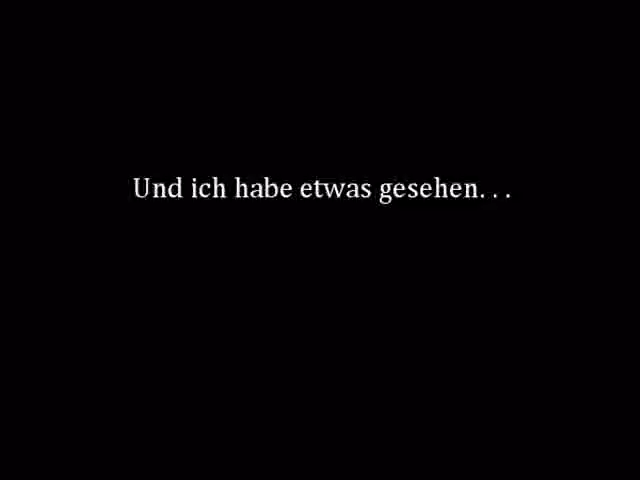 Und ich habe etwas gesehen. . .